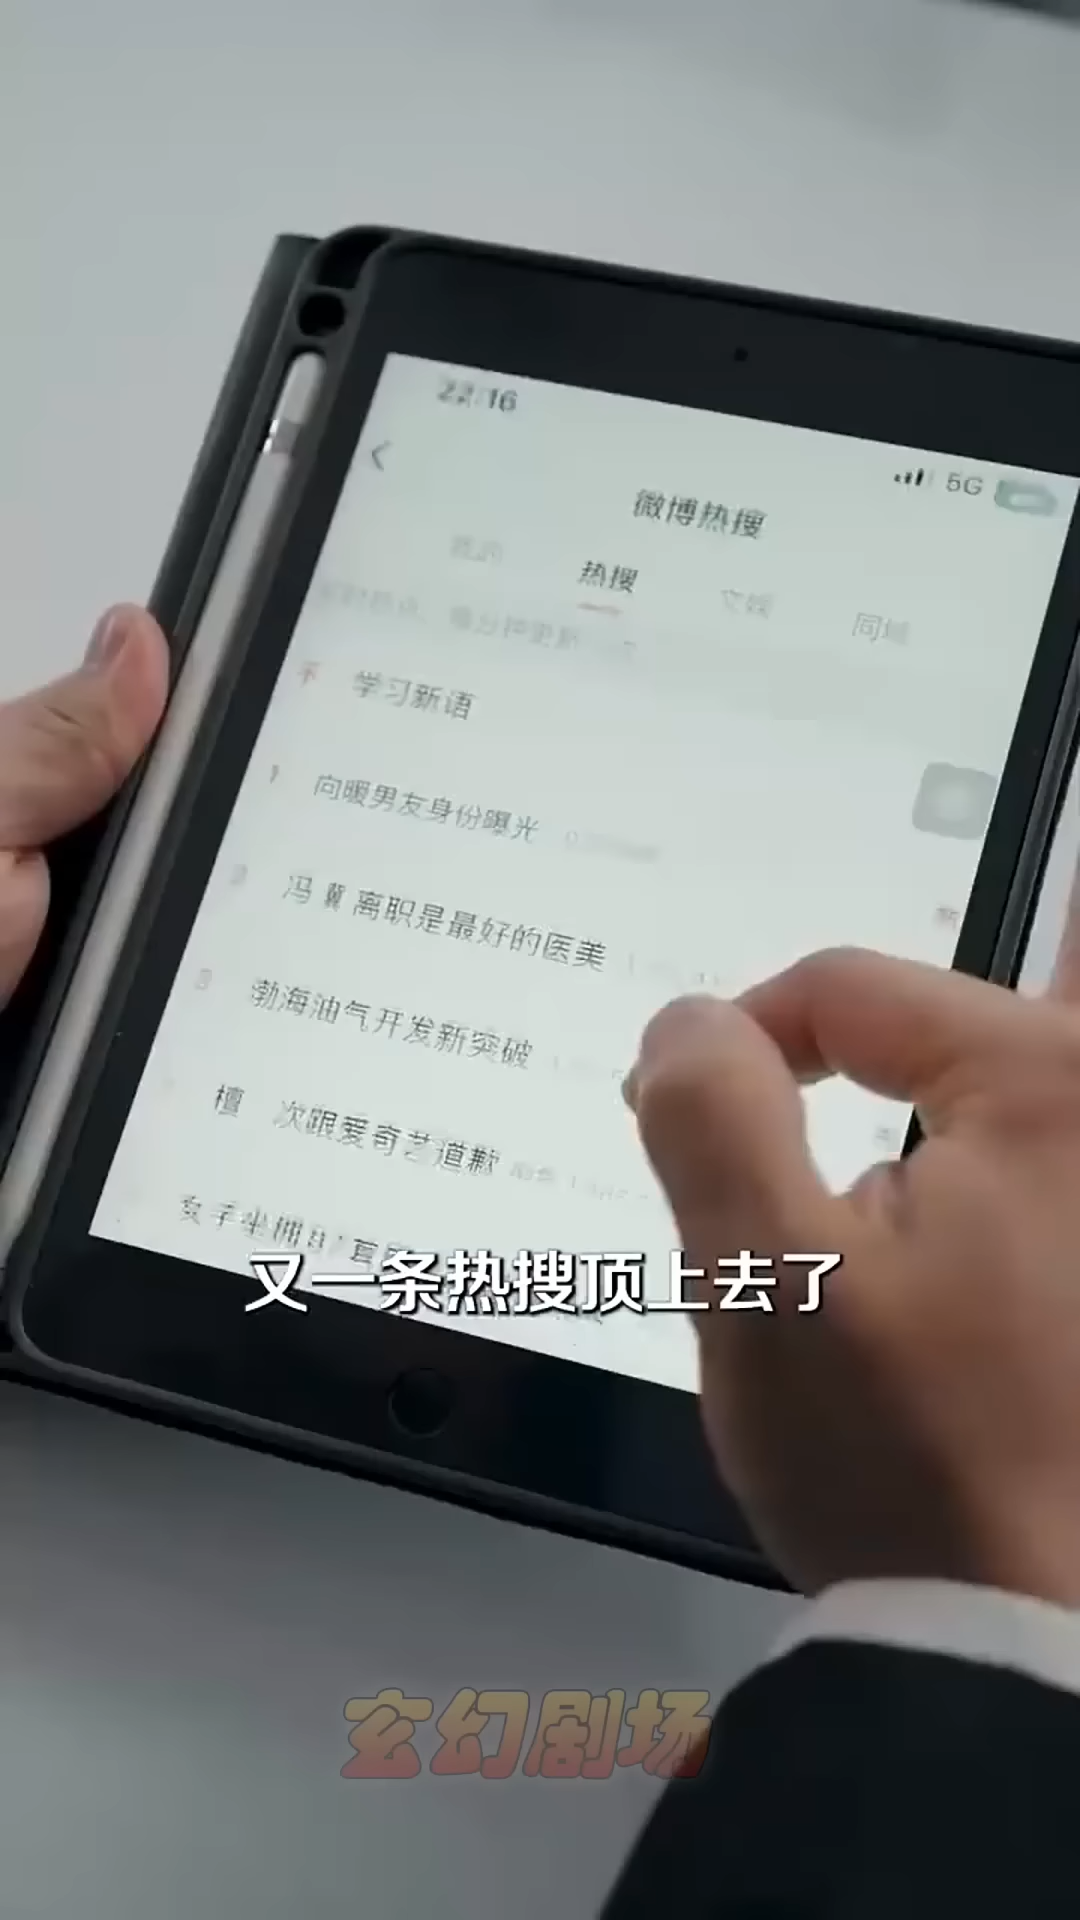 22:16
5G
微博热搜
热搜
同城
学习新语
1 向暖男友身份曝光
2 冯 冀 离职是最好的医美
3 渤海油气开发新突破
檀 次跟爱奇艺道歉
又一条热搜顶上去了
玄幻剧场